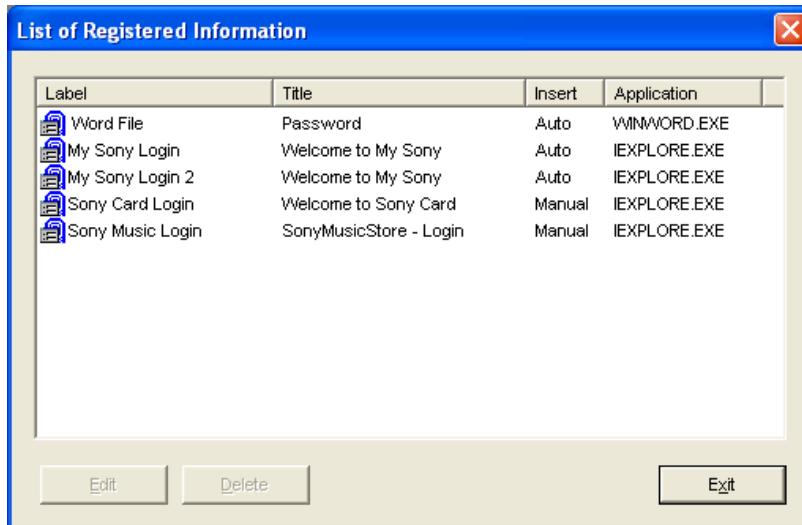 List of Registered Information
Label Title Insert Application
Word File Password Auto WINWORD.EXE
My Sony Login Welcome to My Sony Auto IEXPLORE.EXE
My Sony Login 2 Welcome to My Sony Auto IEXPLORE.EXE
Sony Card Login Welcome to Sony Card Manual IEXPLORE.EXE
Sony Music Login SonyMusicStore - Login Manual IEXPLORE.EXE
Edit Delete Exit